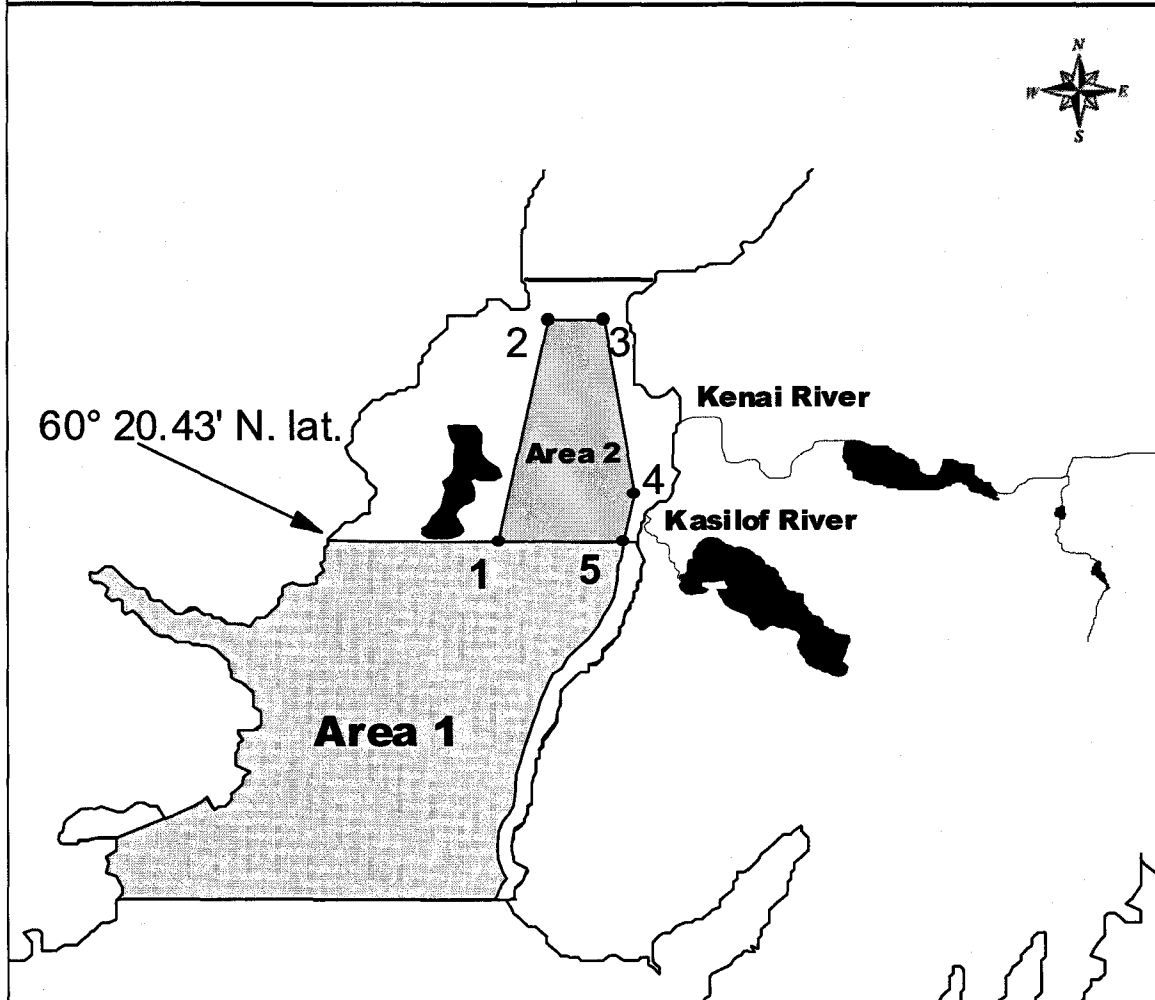 N
W E
S
2 3
Kenai River
60° 20.43' N. lat.
Area 2
4
Kasilof River
1 5
Area 1